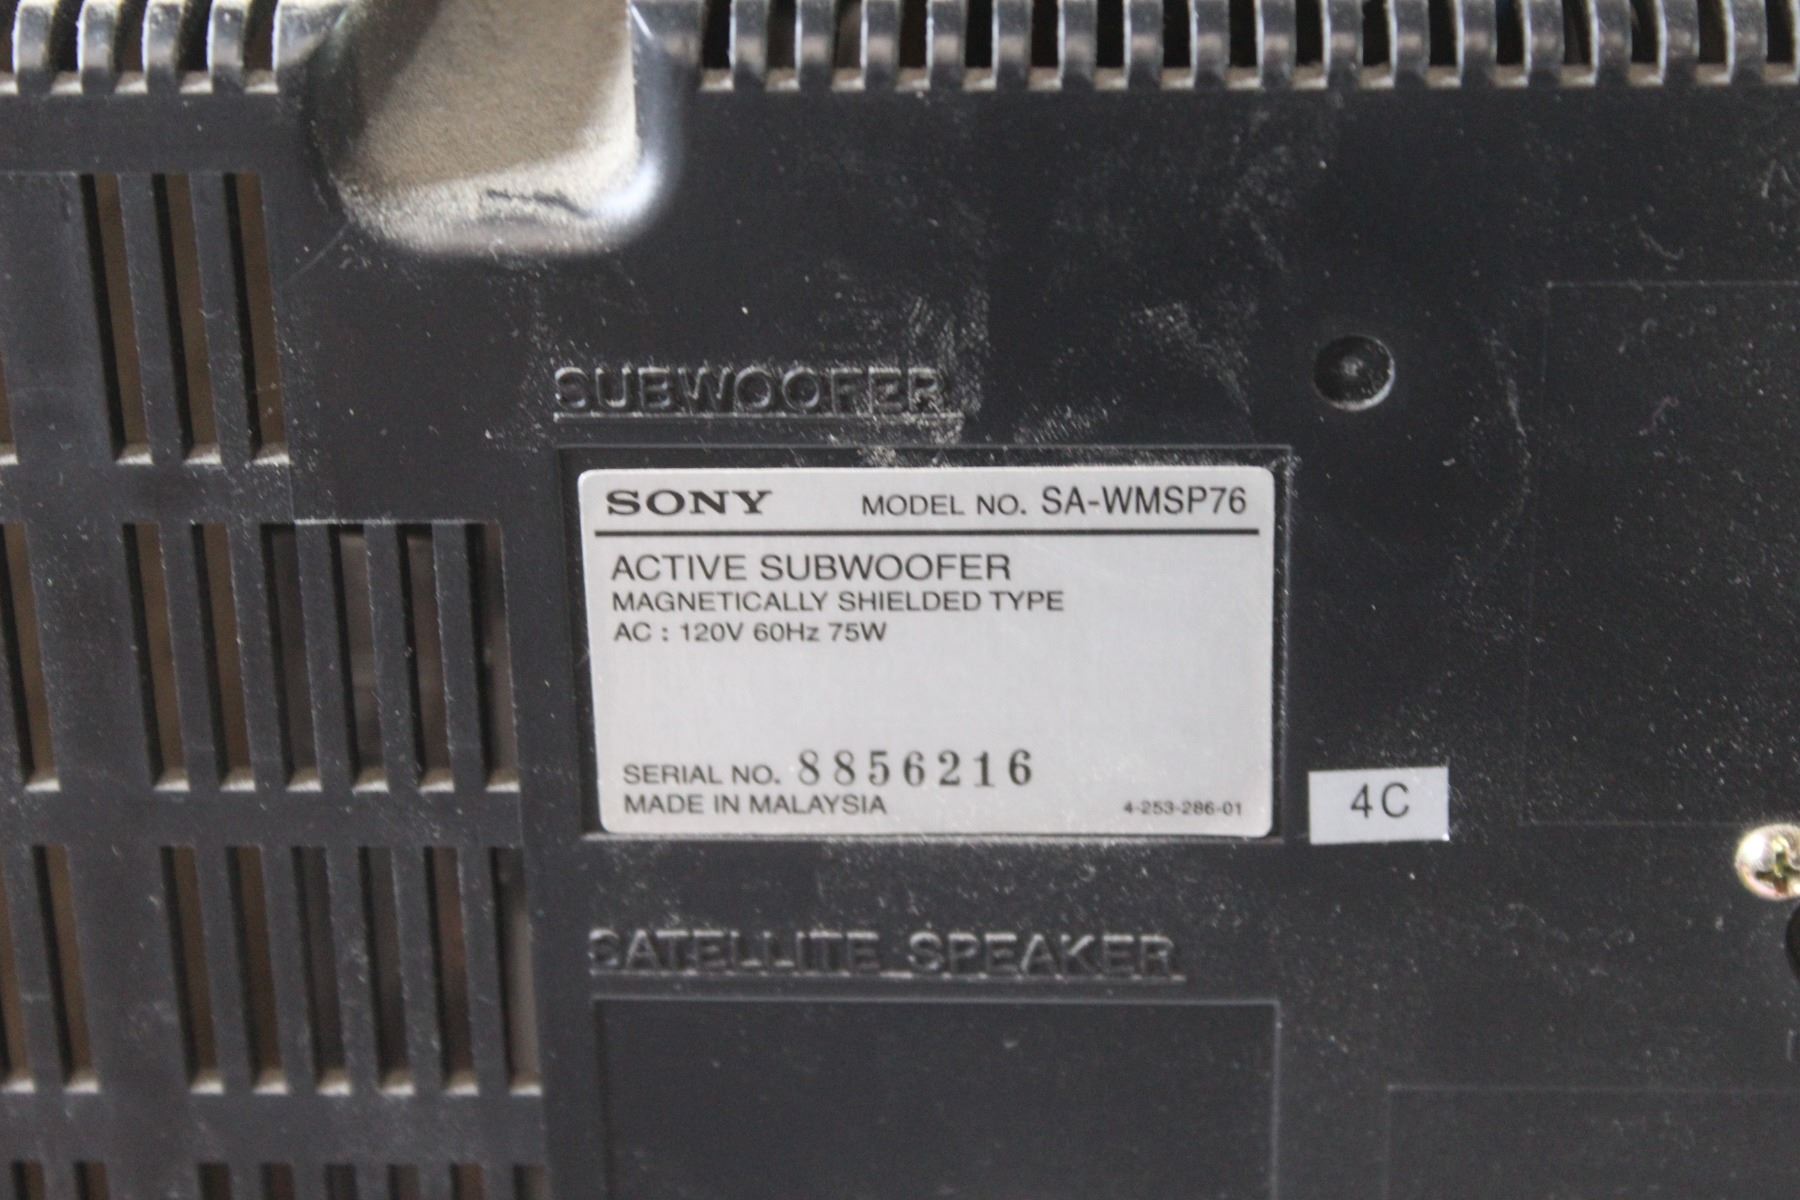 SUBWOOFER
SONY MODEL NO. SA-WMSP76
ACTIVE SUBWOOFER
MAGNETICALLY SHIELDED TYPE
AC : 120V 60Hz 75W
SERIAL NO. 8856216
MADE IN MALAYSIA 4-253-286-01
4C
SATELLITE SPEAKER